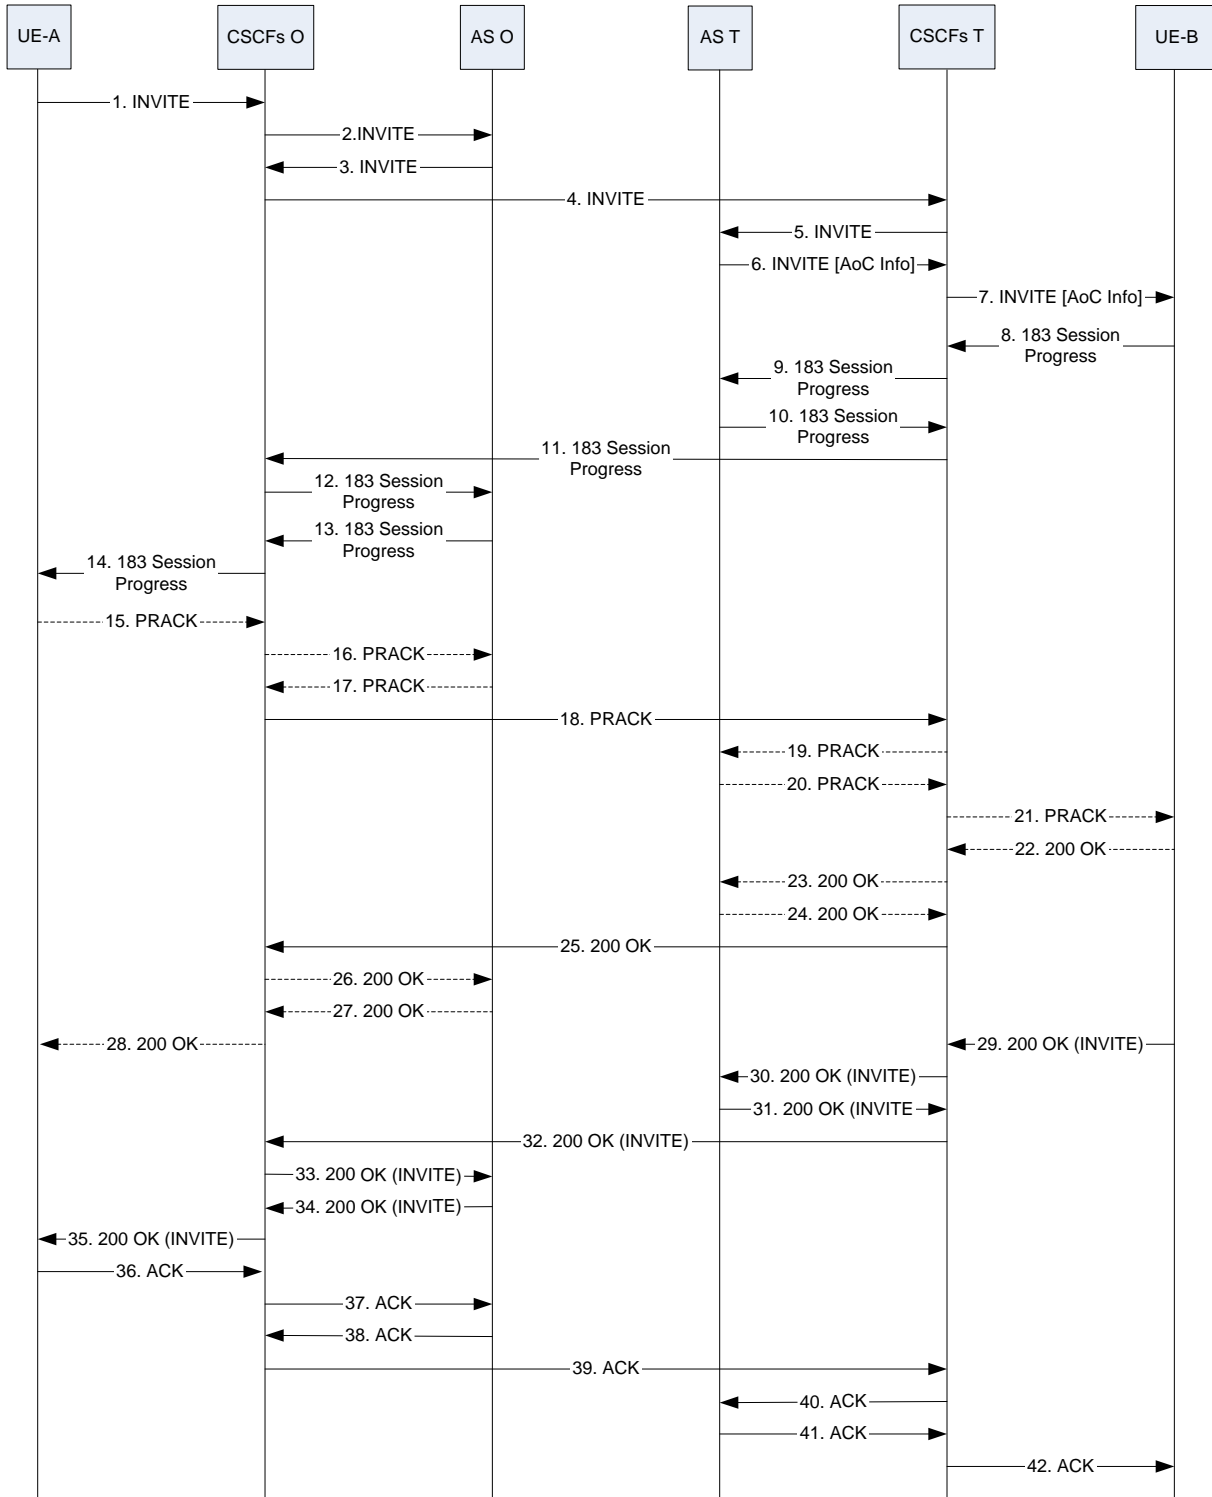 UE-A
CSCFs O
AS O
AS T
CSCFs T
UE-B
1. INVITE
2.INVITE
3. INVITE
4. INVITE
5. INVITE
6. INVITE [AoC Info]
7. INVITE [AoC Info]
8. 183 Session
Progress
9. 183 Session
Progress
10. 183 Session
Progress
11. 183 Session
Progress
12. 183 Session
Progress
13. 183 Session
Progress
14. 183 Session
Progress
15. PRACK
16. PRACK
17. PRACK
18. PRACK
19. PRACK
20. PRACK
21. PRACK
22. 200 OK
23. 200 OK
24. 200 OK
25. 200 OK
26. 200 OK
27. 200 OK
28. 200 OK
29. 200 OK (INVITE)
30. 200 OK (INVITE)
31. 200 OK (INVITE
32. 200 OK (INVITE)
33. 200 OK (INVITE)
34. 200 OK (INVITE)
35. 200 OK (INVITE)
36. ACK
37. ACK
38. ACK
39. ACK
40. ACK
41. ACK
42. ACK